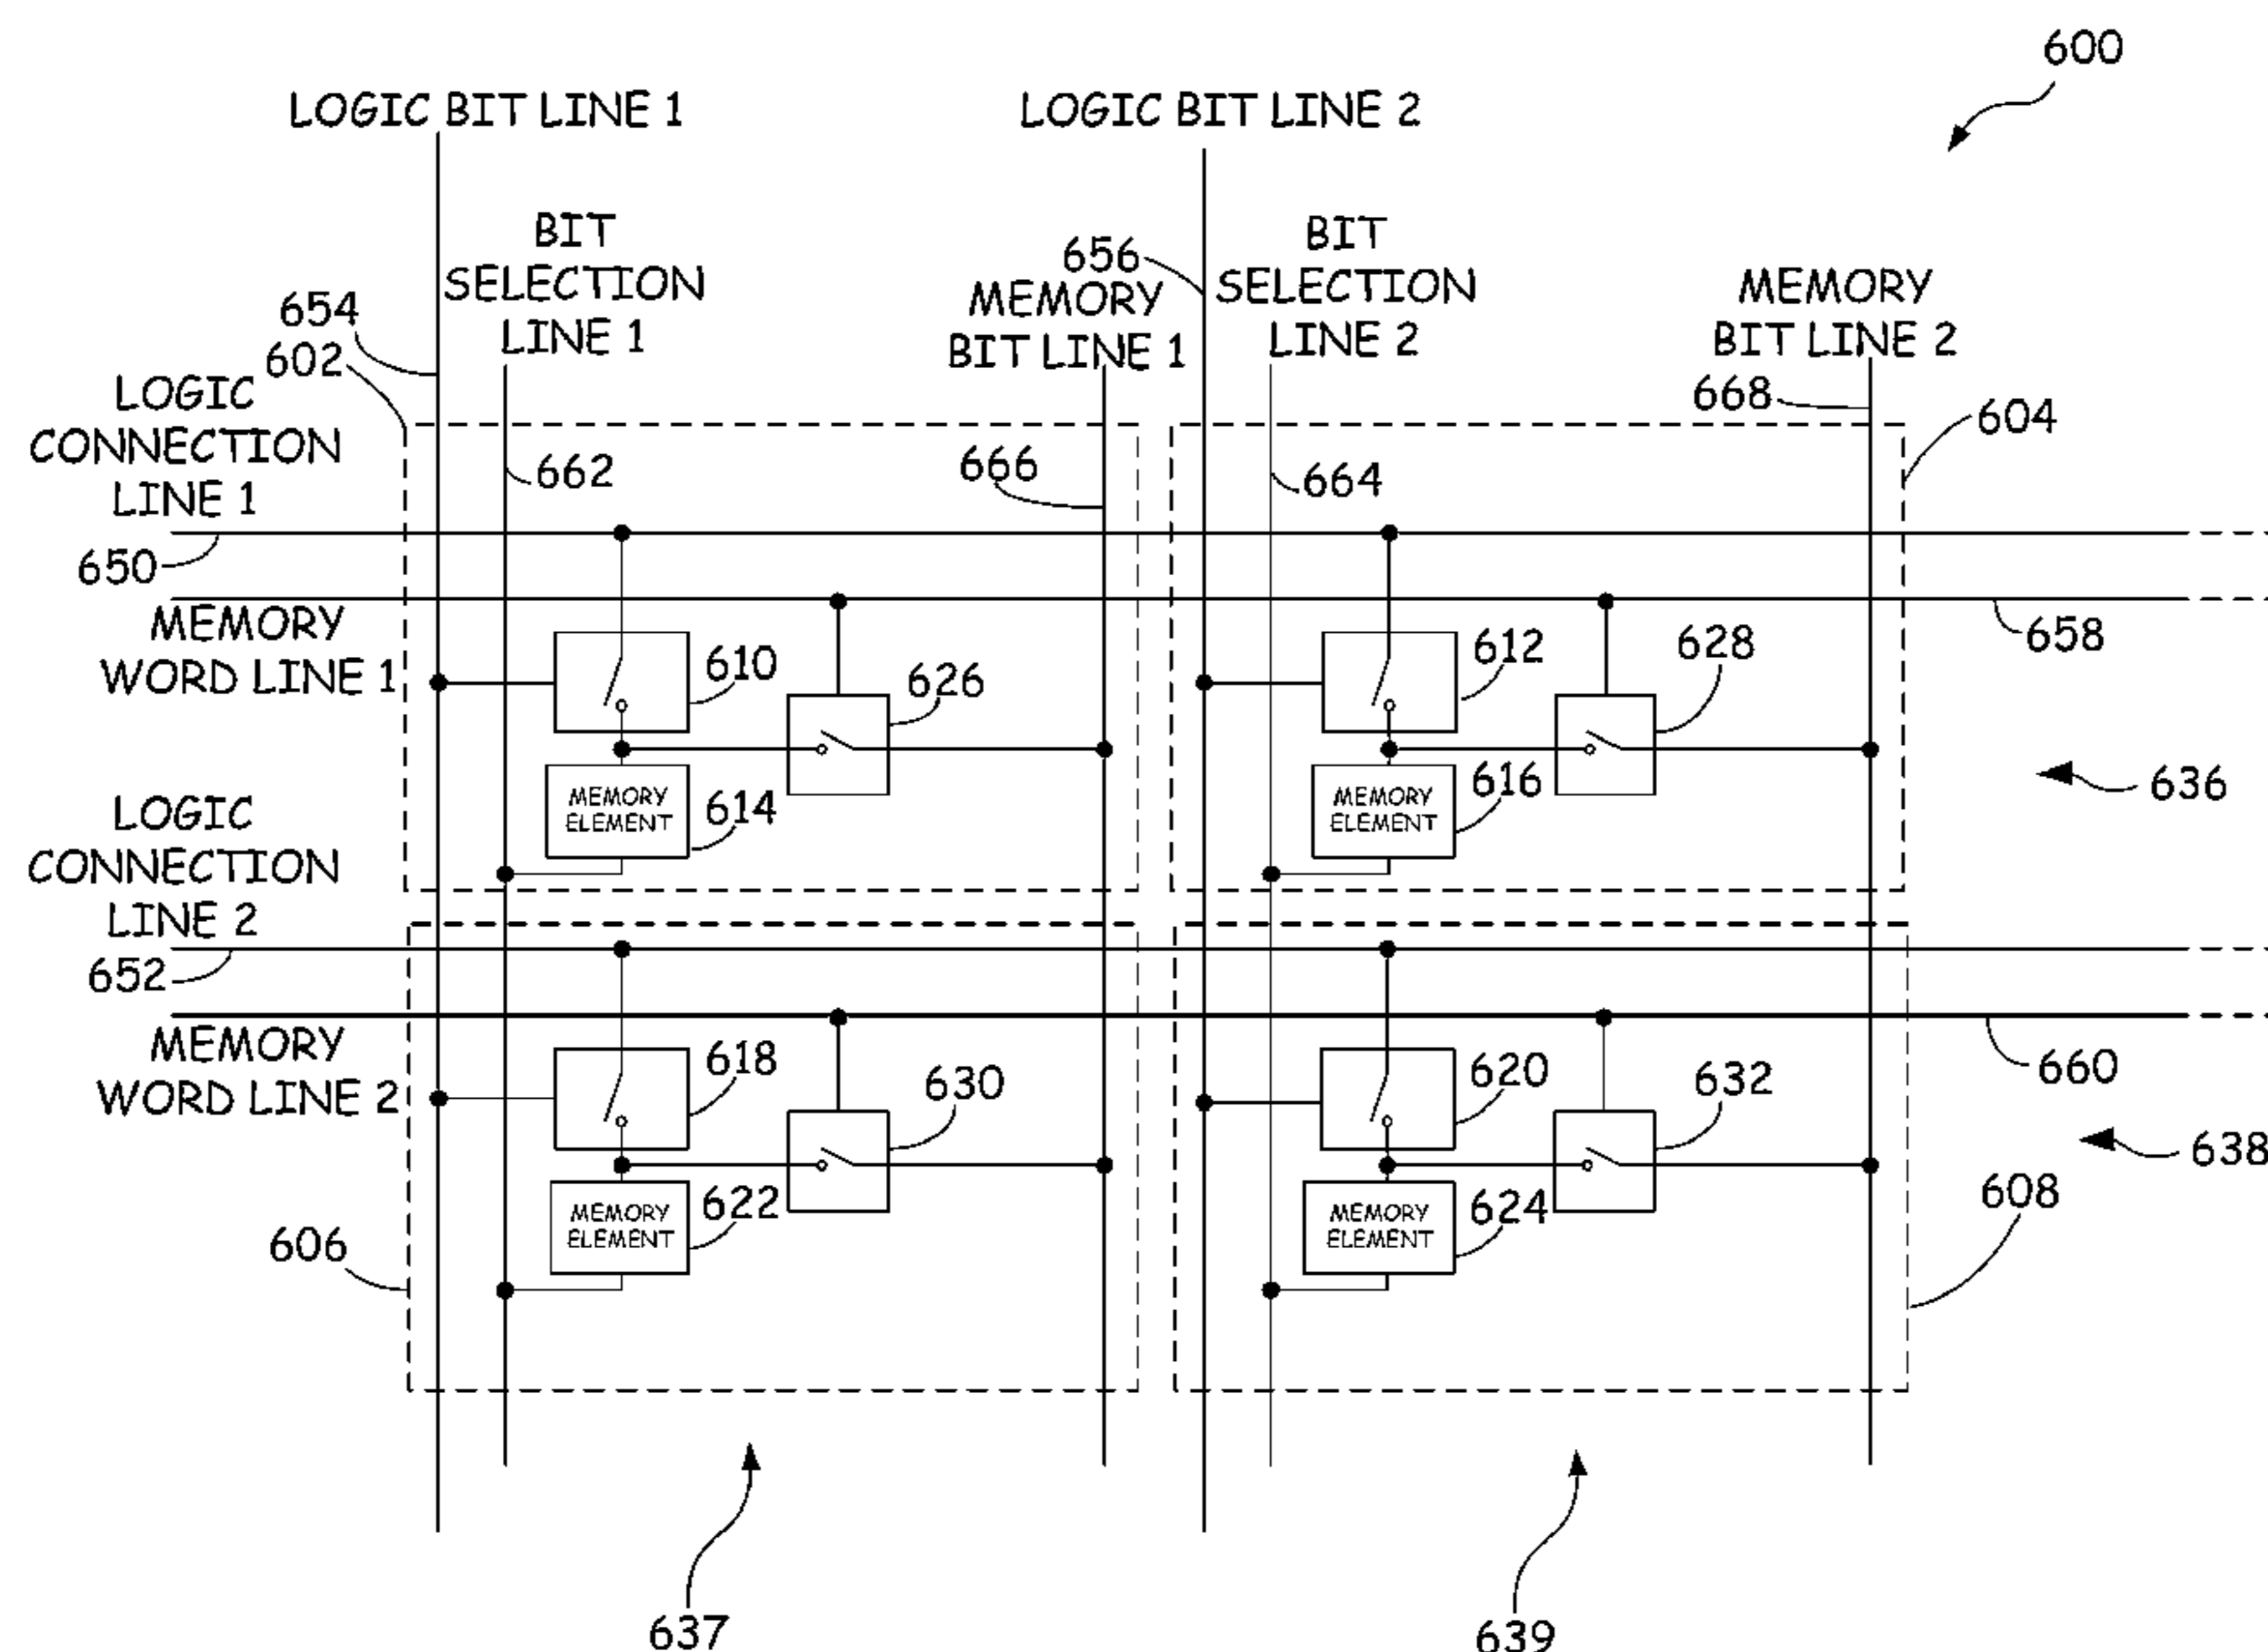 600
LOGIC BIT LINE 1
LOGIC BIT LINE 2
BIT
SELECTION
LINE 1
656
MEMORY
BIT LINE 1
BIT
SELECTION
LINE 2
MEMORY
BIT LINE 2
654
602
668
604
LOGIC
CONNECTION
LINE 1
662
666
664
650
658
MEMORY
WORD LINE 1
610
626
612
628
MEMORY
ELEMENT
614
MEMORY
ELEMENT
616
636
LOGIC
CONNECTION
LINE 2
652
MEMORY
WORD LINE 2
618
630
620
632
660
638
MEMORY
ELEMENT
622
MEMORY
ELEMENT
624
608
606
637
639